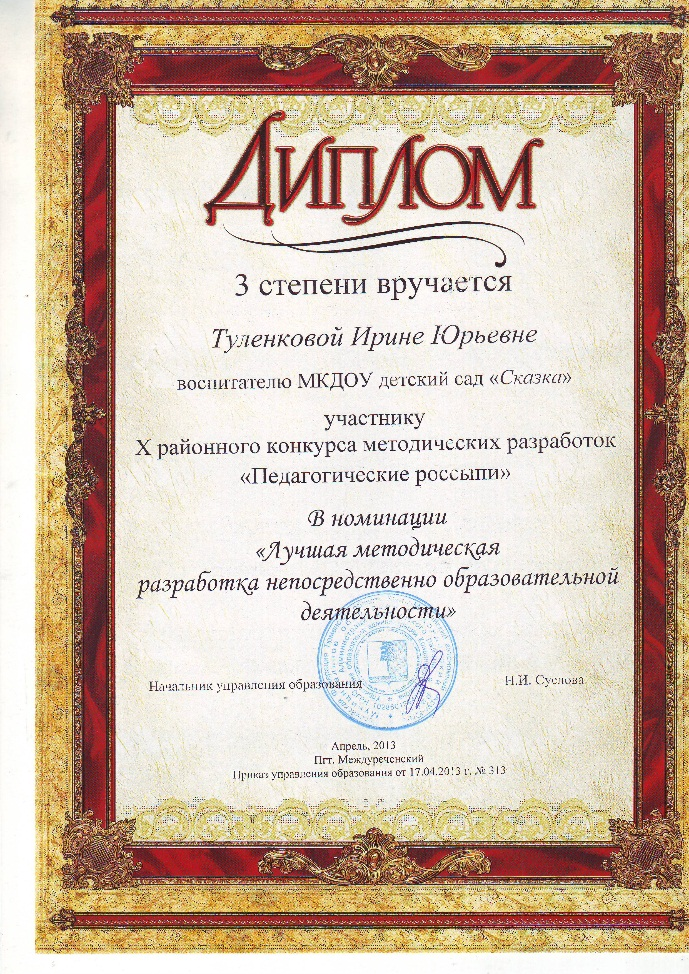 ДИПЛОМ
3 степени вручается
Туленковой Ирине Юрьевне
воспитателю МКДОУ детский сад «Сказка»
участнику
X районного конкурса методических разработок
«Педагогические россыпи»
В номинации
«Лучшая методическая
разработка непосредственно образовательной
деятельности»
Начальник управления образования
Н.И. Суслова
Апрель, 2013
Пгт. Междуреченский
Приказ управления образования от 17.04.2013 г. № 313